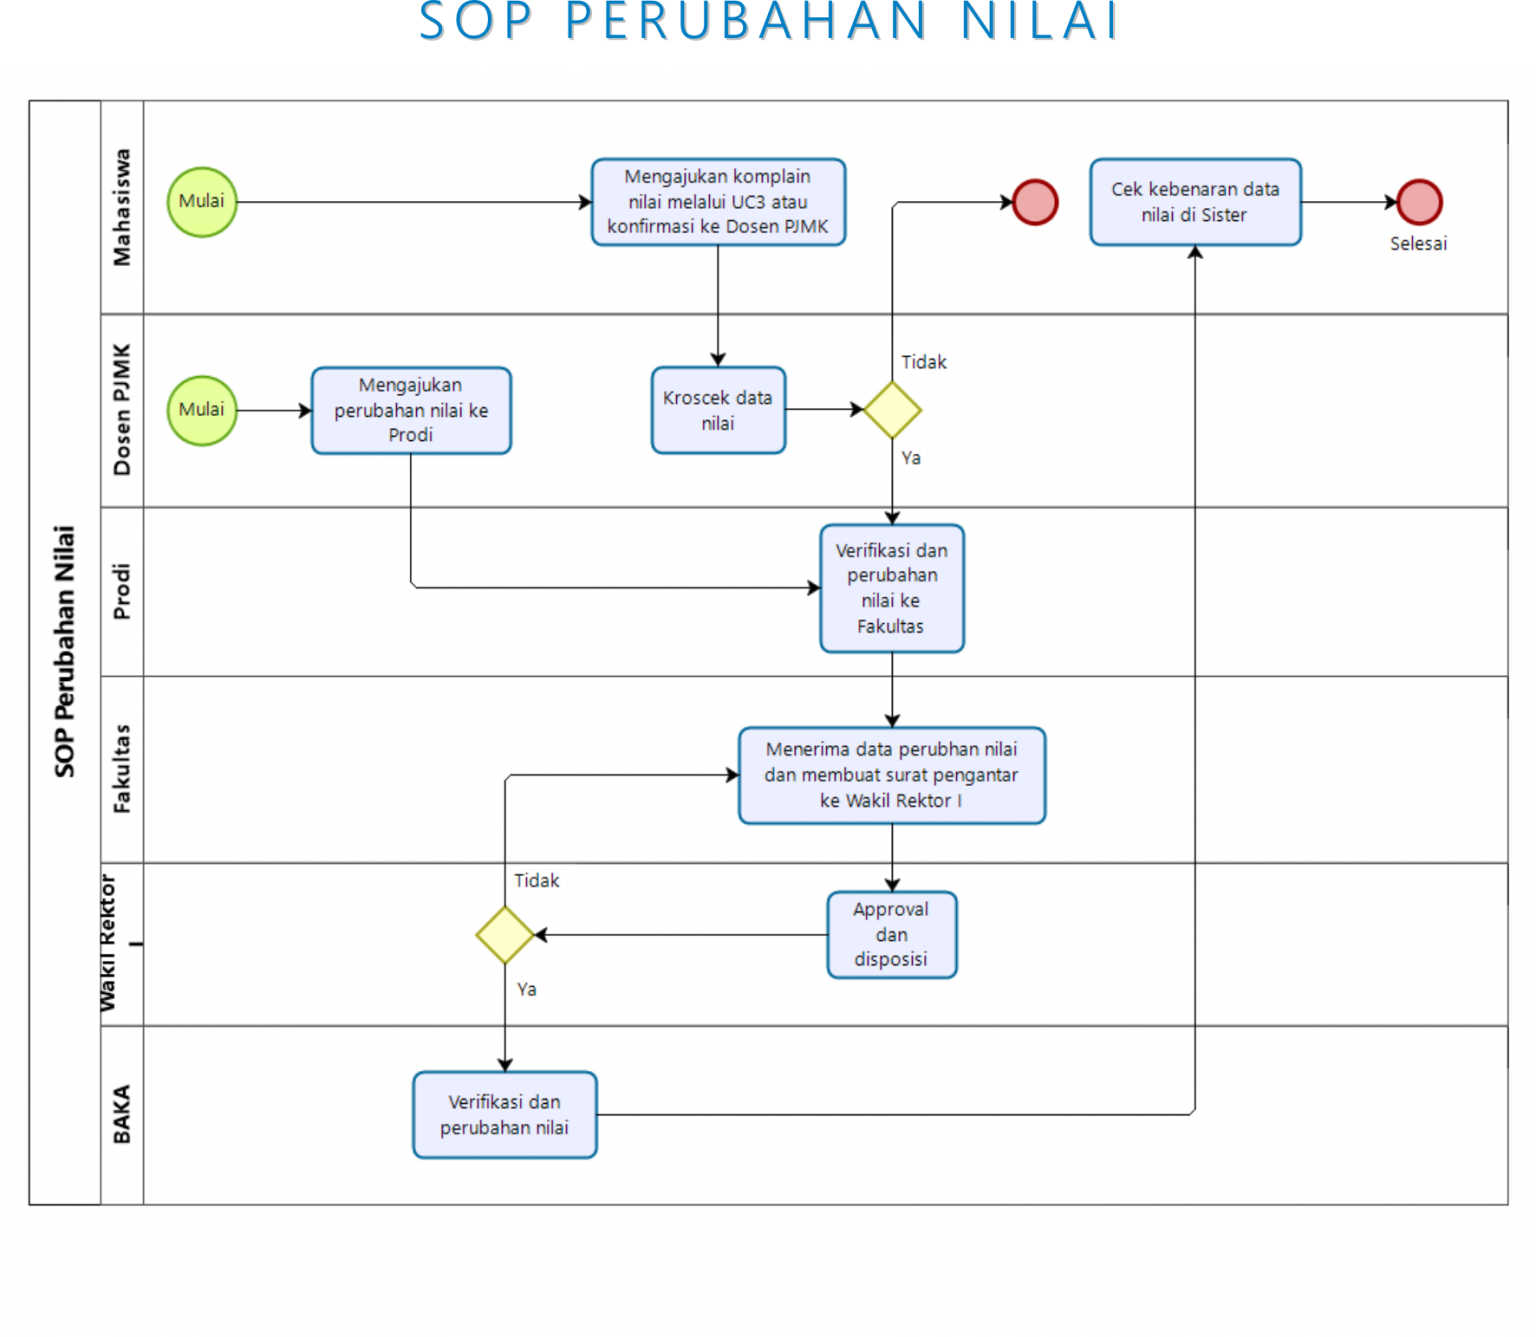 SOP PERUBAHAN NILAI
SOP Perubahan Nilai
Mahasiswa
Mulai
Mengajukan komplain
nilai melalui UC3 atau
konfirmasi ke Dosen PJMK
Cek kebenaran data
nilai di Sister
Selesai
Dosen PJMK
Mulai
Mengajukan
perubahan nilai ke
Prodi
Kroscek data
nilai
Tidak
Ya
Prodi
Verifikasi dan
perubahan
nilai ke
Fakultas
Fakultas
Menerima data perubhan nilai
dan membuat surat pengantar
ke Wakil Rektor I
Wakil Rektor
I
Tidak
Ya
Approval
dan
disposisi
BAKA
Verifikasi dan
perubahan nilai